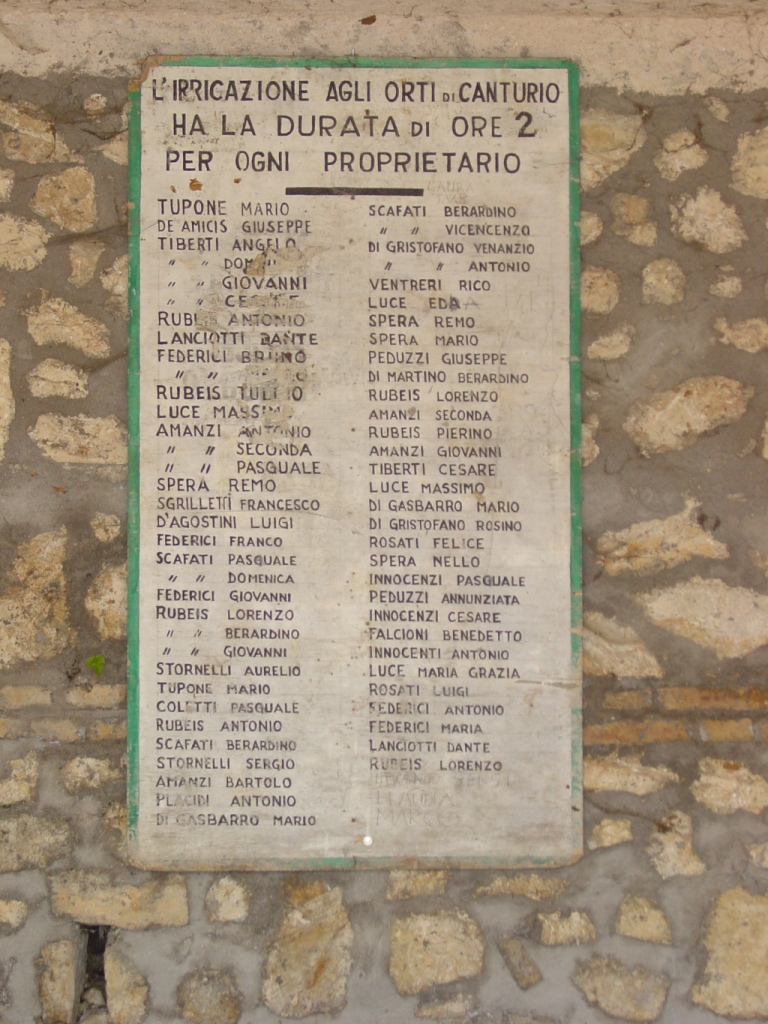 L'IRRICAZIONE AGLI ORTI DI CANTURIO
HA LA DURATA DI ORE 2
PER OGNI PROPRIETARIO
TUPONE MARIO
DE AMICIS GIUSEPPE
TIBERTI ANGELO
" "
" " GIOVANNI
" "
ANTONIO
LANCIOTTI DANTE
FEDERICI BRUNO
" "
RUBEIS TULLIO
LUCE MASSIMO
AMANZI ANTONIO
" " SECONDA
" " PASQUALE
SPERA REMO
SGRILLETTI FRANCESCO
D'AGOSTINI LUIGI
FEDERICI FRANCO
SCAFATI PASQUALE
" " DOMENICA
FEDERICI GIOVANNI
RUBEIS LORENZO
" " BERARDINO
" " GIOVANNI
STORNELLI AURELIO
TUPONE MARIO
COLETTI PASQUALE
RUBEIS ANTONIO
SCAFATI BERARDINO
STORNELLI SERGIO
AMANZI BARTOLO
PLACIDI ANTONIO
DI GASBARRO MARIO
SCAFATI BERARDINO
" " VICENCENZO
DI GRISTOFANO VENANZIO
" " ANTONIO
VENTRERI RICO
LUCE EDDA
SPERA REMO
SPERA MARIO
PEDUZZI GIUSEPPE
DI MARTINO BERARDINO
RUBEIS LORENZO
AMANZI SECONDA
RUBEIS PIERINO
AMANZI GIOVANNI
TIBERTI CESARE
LUCE MASSIMO
DI GASBARRO MARIO
DI GRISTOFANO ROSINO
ROSATI FELICE
SPERA NELLO
INNOCENZI PASQUALE
PEDUZZI ANNUNZIATA
INNOCENZI CESARE
FALCIONI BENEDETTO
INNOCENTI ANTONIO
LUCE MARIA GRAZIA
ROSATI LUIGI
FEDERICI ANTONIO
FEDERICI MARIA
LANCIOTTI DANTE
RUBEIS LORENZO